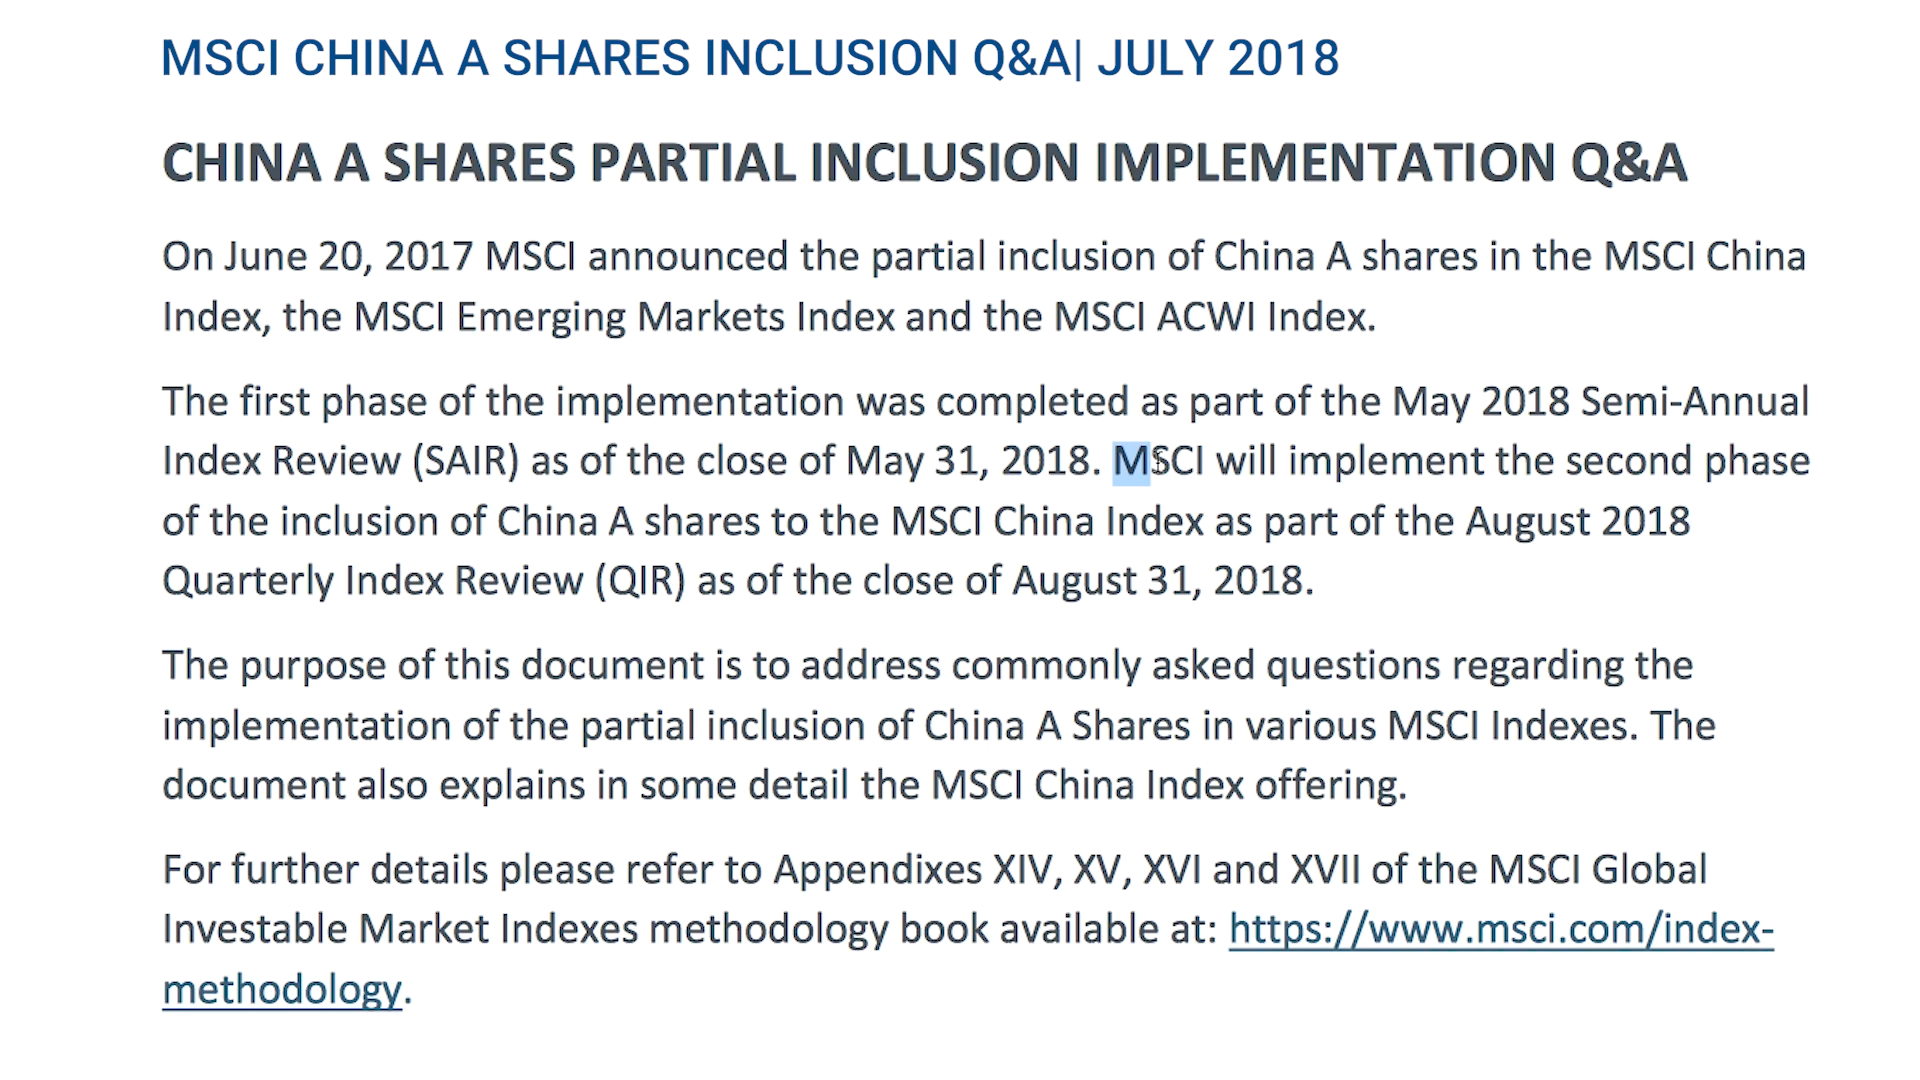 MSCI CHINA A SHARES INCLUSION Q&A| JULY 2018
CHINA A SHARES PARTIAL INCLUSION IMPLEMENTATION Q&A
On June 20, 2017 MSCI announced the partial inclusion of China A shares in the MSCI China
Index, the MSCI Emerging Markets Index and the MSCI ACWI Index.
The first phase of the implementation was completed as part of the May 2018 Semi-Annual
Index Review (SAIR) as of the close of May 31, 2018. MSCI will implement the second phase
of the inclusion of China A shares to the MSCI China Index as part of the August 2018
Quarterly Index Review (QIR) as of the close of August 31, 2018.
The purpose of this document is to address commonly asked questions regarding the
implementation of the partial inclusion of China A Shares in various MSCI Indexes. The
document also explains in some detail the MSCI China Index offering.
For further details please refer to Appendixes XIV, XV, XVI and XVII of the MSCI Global
Investable Market Indexes methodology book available at: https://www.msci.com/index-
methodology.